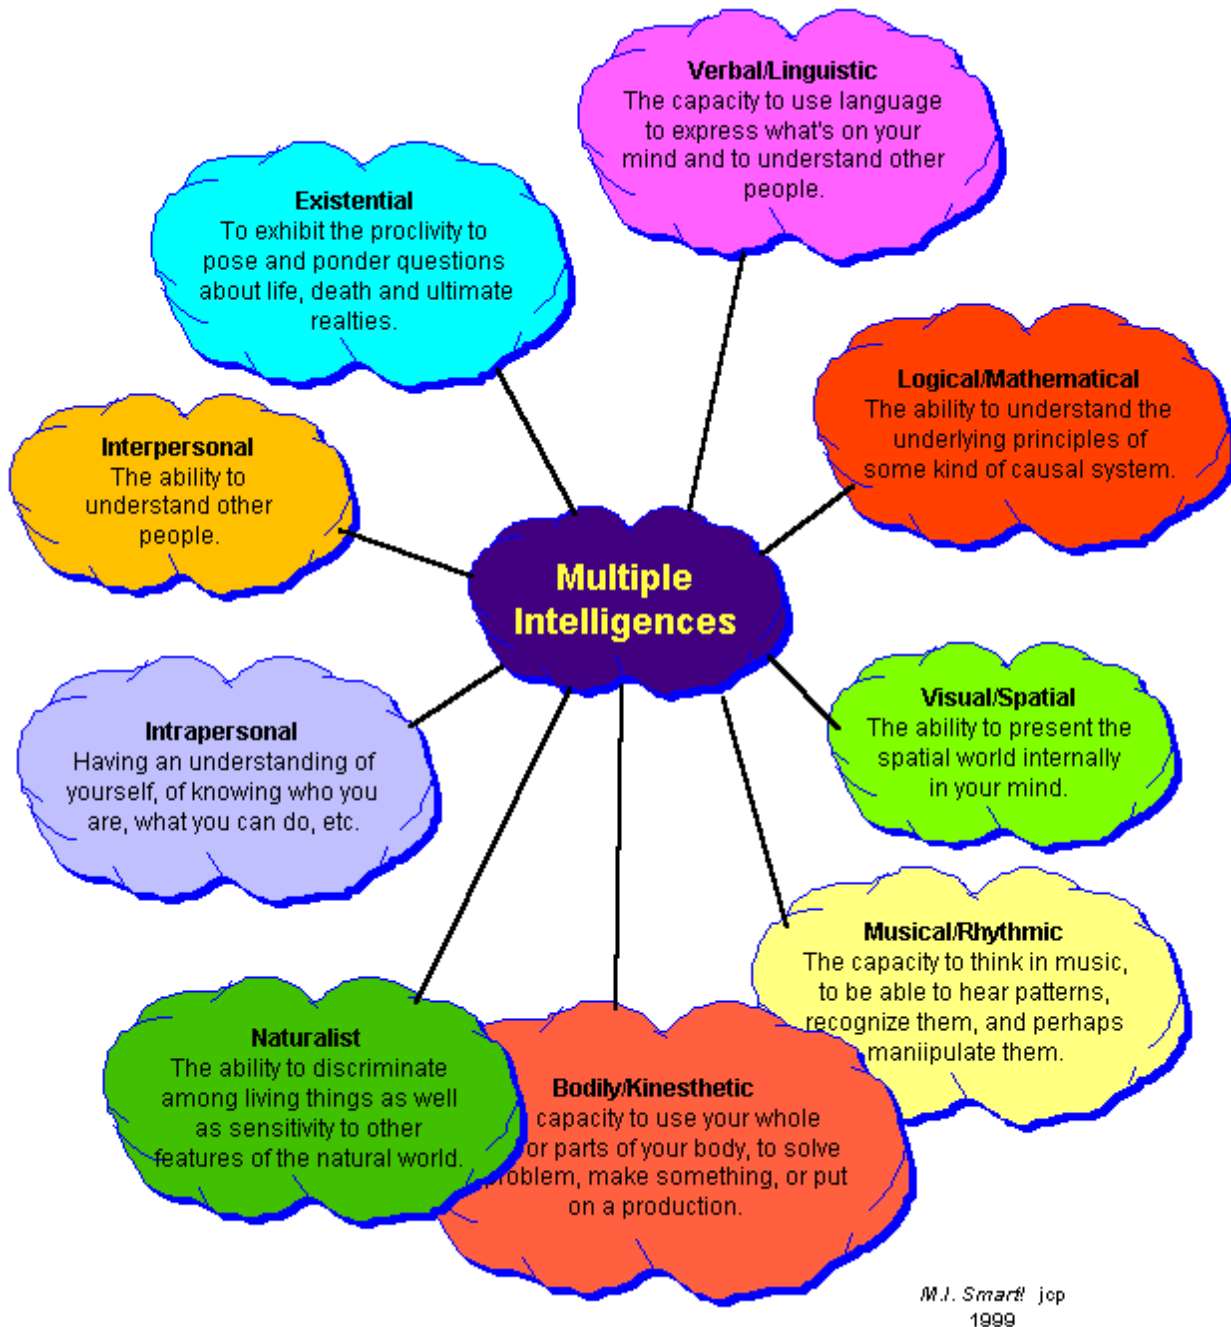 Verbal/Linguistic
The capacity to use language
to express what's on your
mind and to understand other
people.
Existential
To exhibit the proclivity to
pose and ponder questions
about life, death and ultimate
realties.
Logical/Mathematical
The ability to understand the
underlying principles of
some kind of causal system.
Interpersonal
The ability to
understand other
people.
Multiple
Intelligences
Visual/Spatial
The ability to present the
spatial world internally
in your mind.
Intrapersonal
Having an understanding of
yourself, of knowing who you
are, what you can do, etc.
Musical/Rhythmic
The capacity to think in music,
to be able to hear patterns,
recognize them, and perhaps
maniipulate them.
Naturalist
The ability to discriminate
among living things as well
as sensitivity to other
features of the natural world.
Bodily/Kinesthetic
capacity to use your whole
or parts of your body, to solve
problem, make something, or put
on a production.
M.I. Smart! jcp
1999